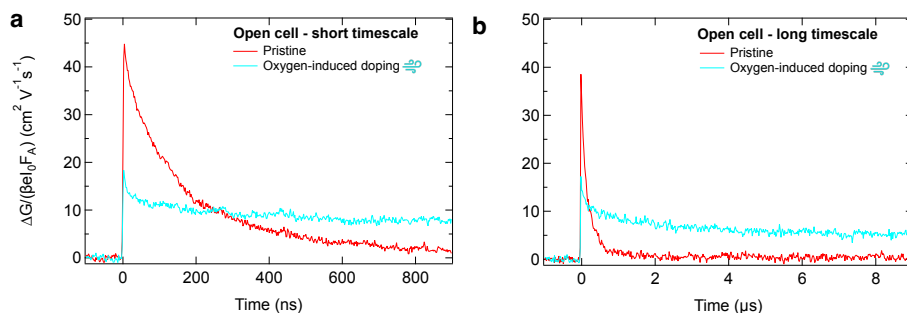 a
Open cell - short timescale
Pristine
Oxygen-induced doping
ΔG/(βeI₀F_A) (cm² V⁻¹s⁻¹)
50
40
30
20
10
0
0
200
400
600
800
Time (ns)
b
Open cell - long timescale
Pristine
Oxygen-induced doping
50
40
30
20
10
0
0
2
4
6
8
Time (µs)